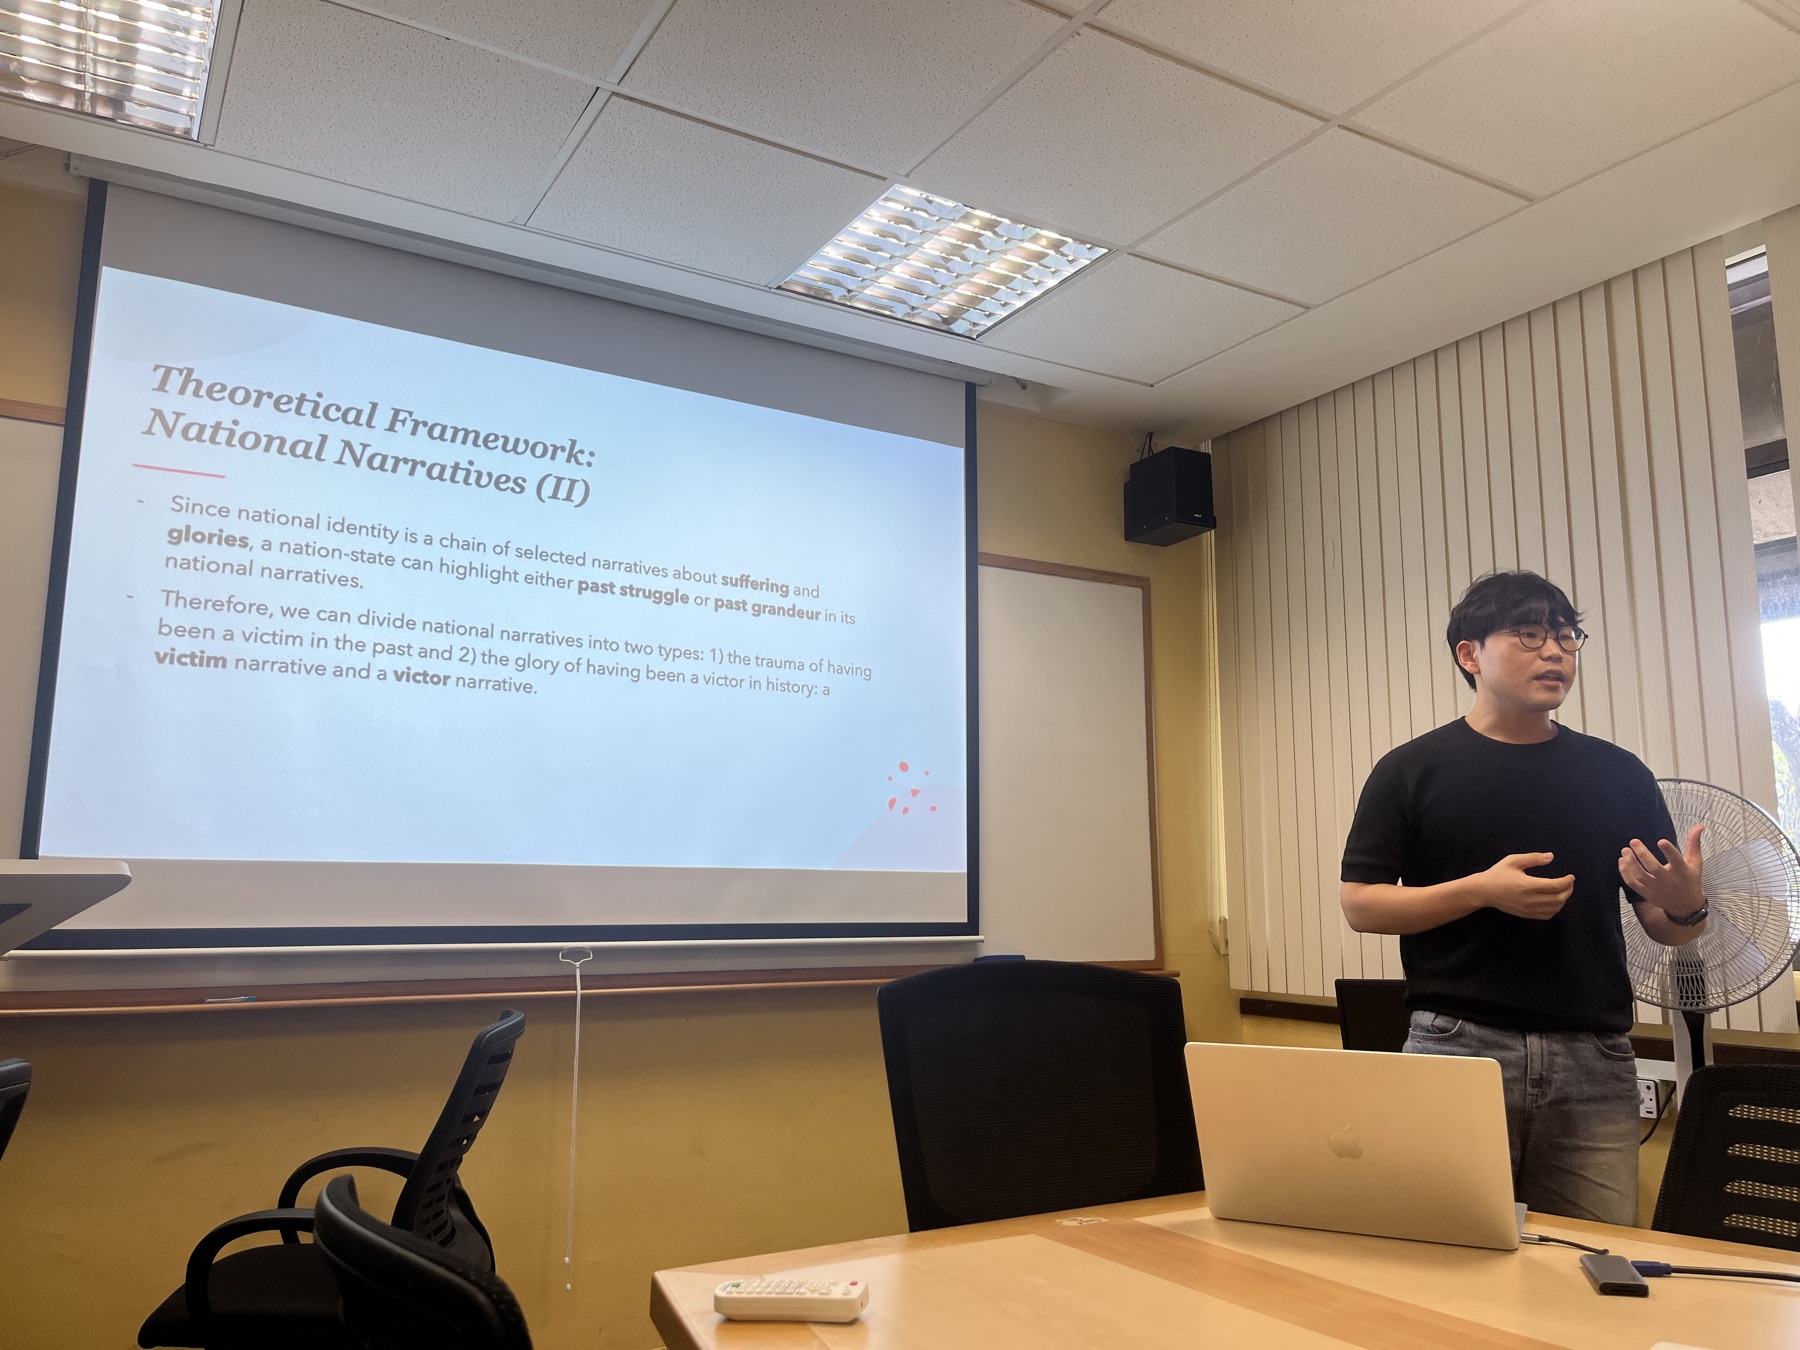 Theoretical Framework:
National Narratives (II)
- Since national identity is a chain of selected narratives about suffering and
glories, a nation-state can highlight either past struggle or past grandeur in its
national narratives.
- Therefore, we can divide national narratives into two types: 1) the trauma of having
been a victim in the past and 2) the glory of having been a victor in history: a
victim narrative and a victor narrative.